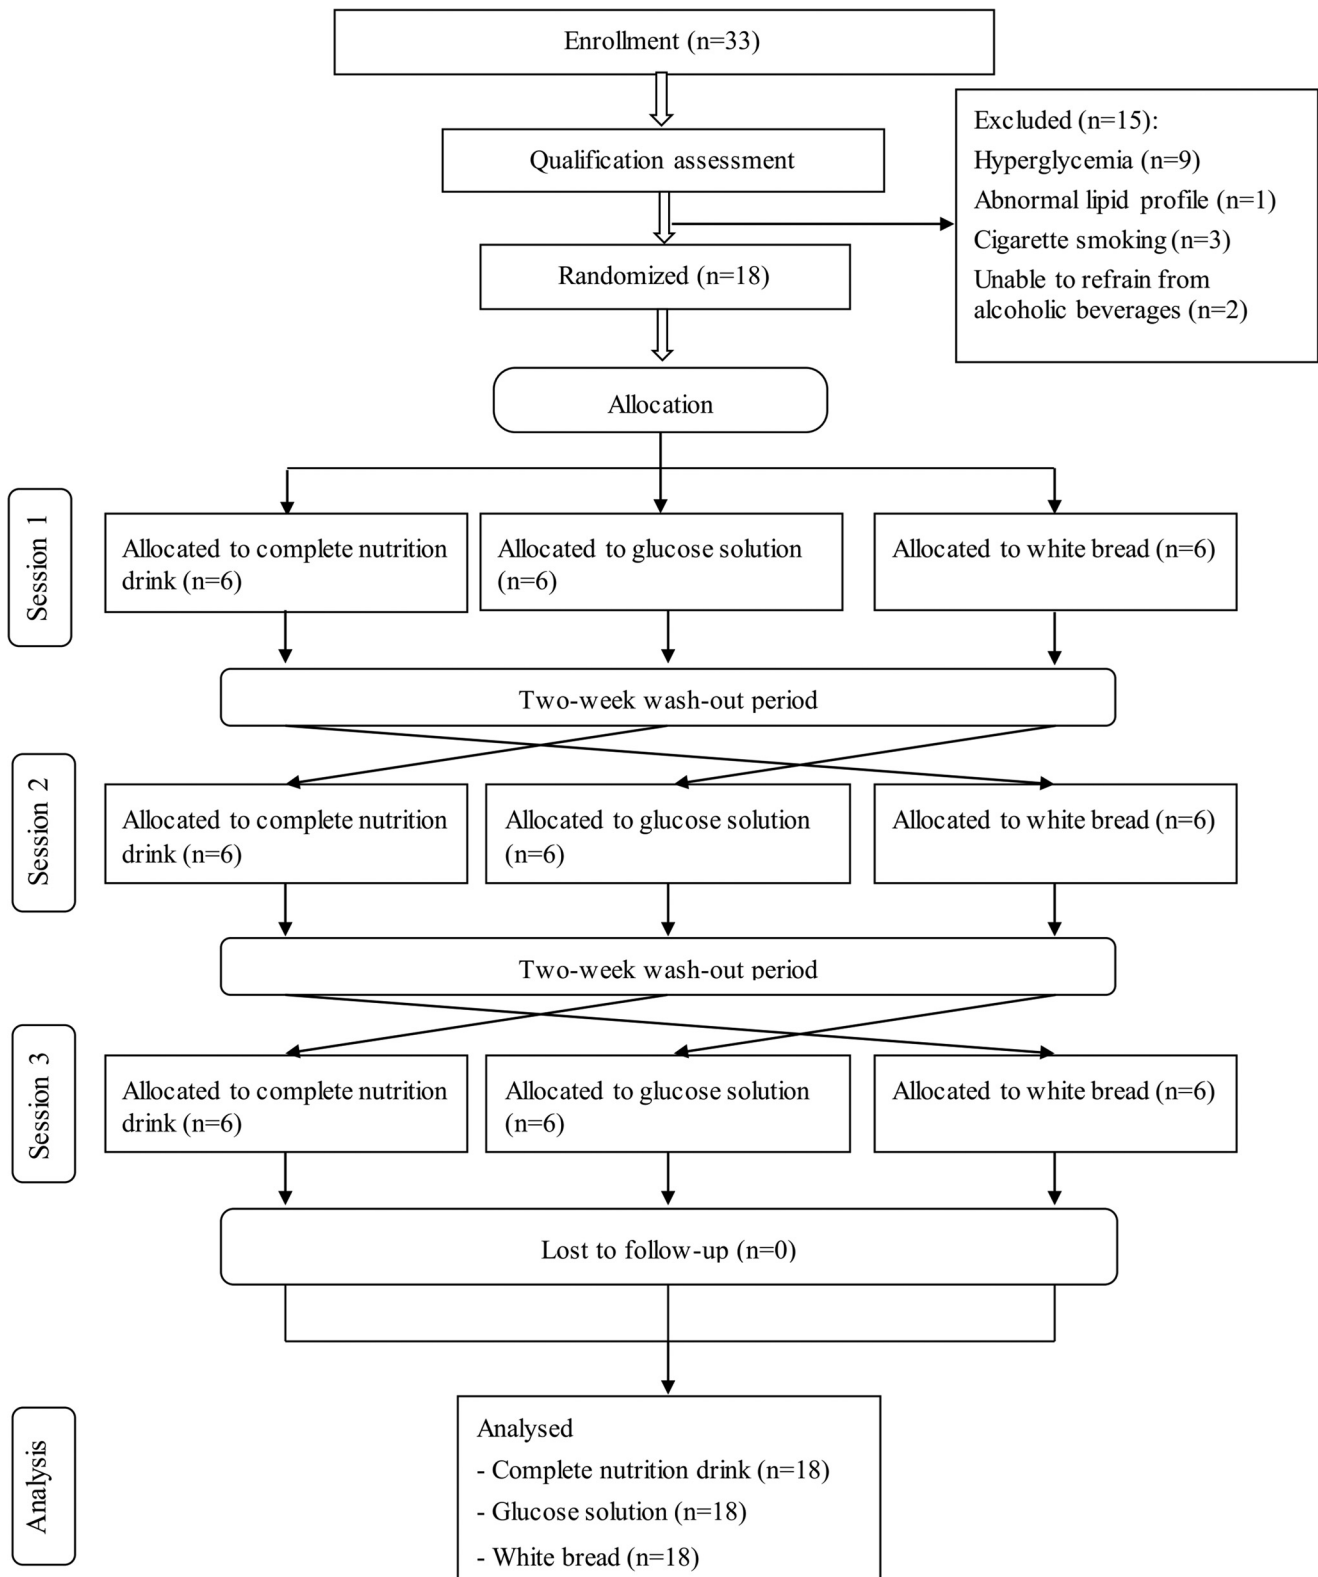 Enrollment (n=33)
Qualification assessment
Excluded (n=15):
Hyperglycemia (n=9)
Abnormal lipid profile (n=1)
Cigarette smoking (n=3)
Unable to refrain from
alcoholic beverages (n=2)
Randomized (n=18)
Allocation
Session 1
Allocated to complete nutrition
drink (n=6)
Allocated to glucose solution
(n=6)
Allocated to white bread (n=6)
Two-week wash-out period
Session 2
Allocated to complete nutrition
drink (n=6)
Allocated to glucose solution
(n=6)
Allocated to white bread (n=6)
Two-week wash-out period
Session 3
Allocated to complete nutrition
drink (n=6)
Allocated to glucose solution
(n=6)
Allocated to white bread (n=6)
Lost to follow-up (n=0)
Analysis
Analysed
- Complete nutrition drink (n=18)
- Glucose solution (n=18)
- White bread (n=18)